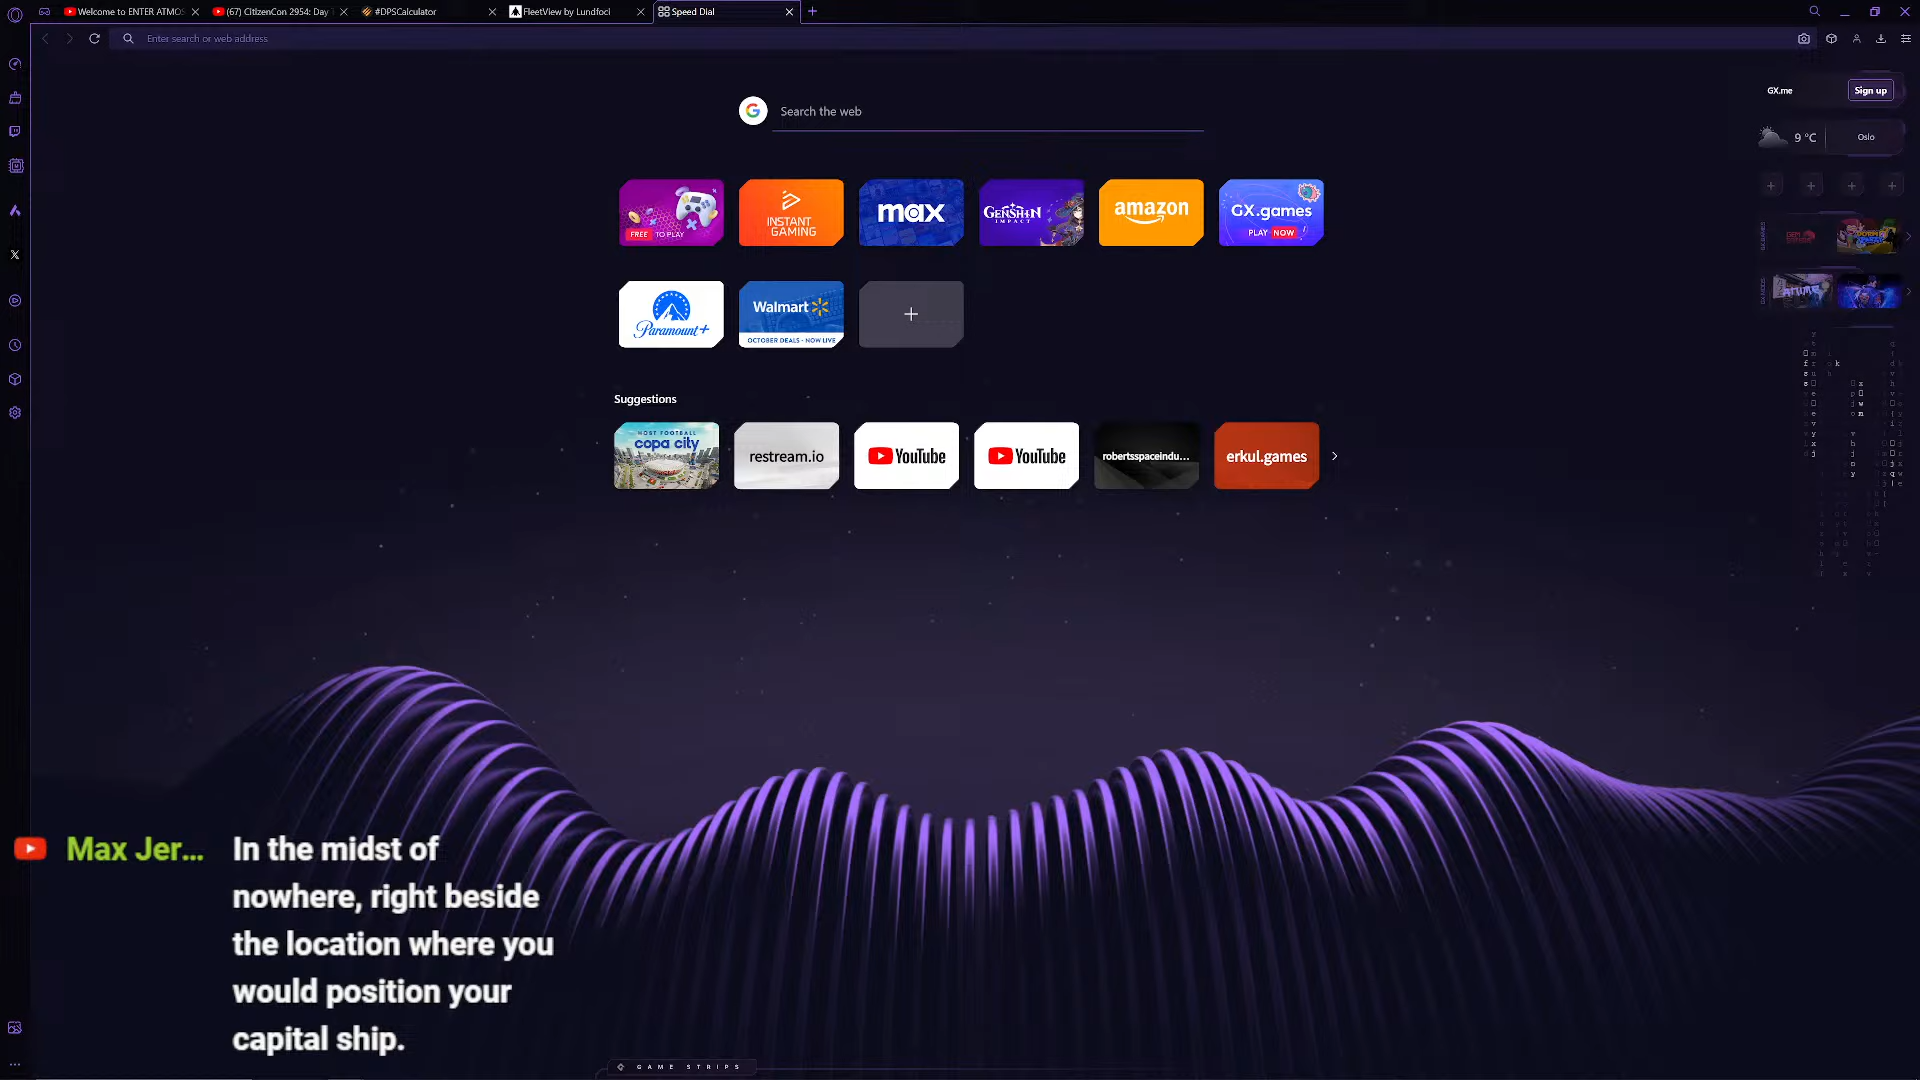 Welcome to ENTER ATMOS
(67) CitizenCon 2954: Day
#DPSCalculator
FleetView by Lundfoci
Speed Dial
Enter search or web address
GX.me
Sign up
Search the web
9 °C
Oslo
FREE TO PLAY
INSTANT
GAMING
max
GENSHIN
IMPACT
amazon
GX.games
PLAY NOW
Paramount+
Walmart
OCTOBER DEALS - NOW LIVE
Suggestions
HOST FOOTBALL
copa city
restream.io
YouTube
YouTube
robertsspaceindu...
erkul.games
Max Jer...
In the midst of
nowhere, right beside
the location where you
would position your
capital ship.
GAME STRIPS